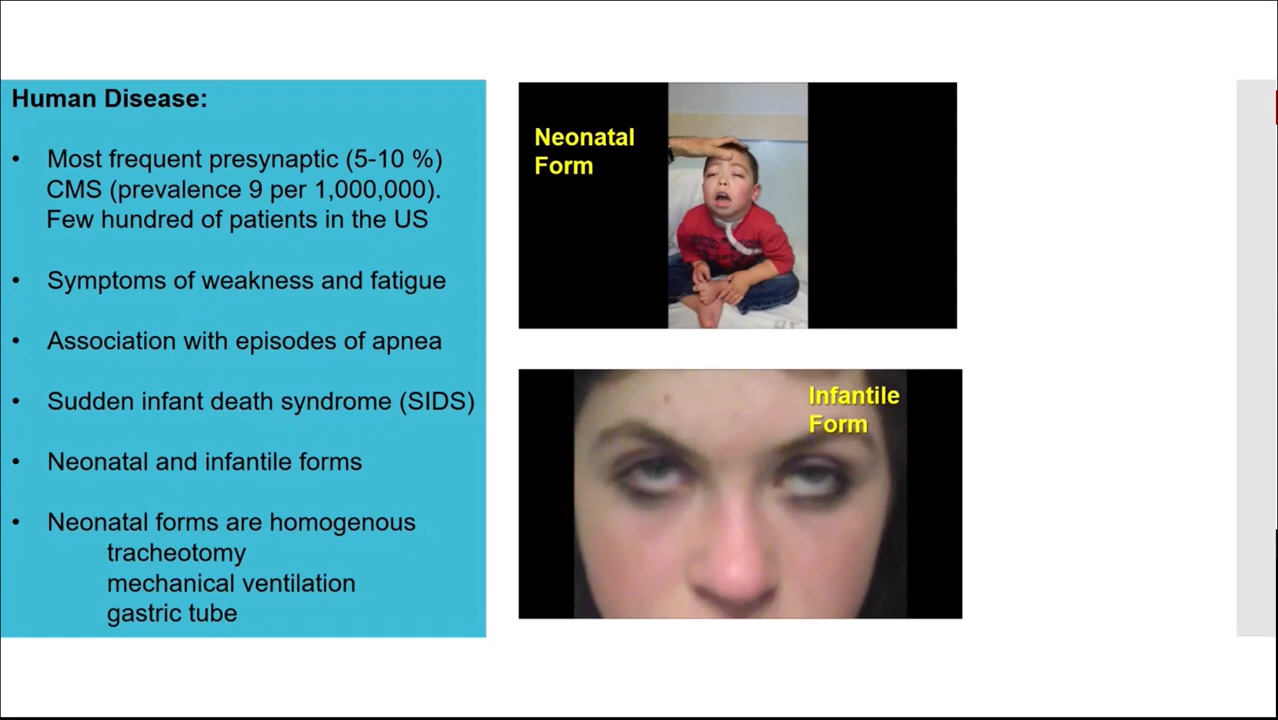 Human Disease:
• Most frequent presynaptic (5-10 %)
CMS (prevalence 9 per 1,000,000).
Few hundred of patients in the US
• Symptoms of weakness and fatigue
• Association with episodes of apnea
• Sudden infant death syndrome (SIDS)
• Neonatal and infantile forms
• Neonatal forms are homogenous
tracheotomy
mechanical ventilation
gastric tube
Neonatal
Form
Infantile
Form